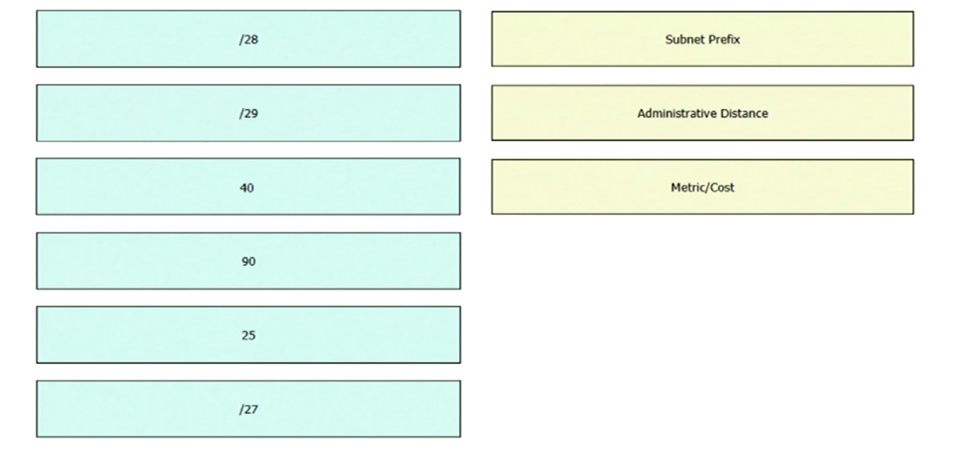 /28
/29
40
90
25
/27
Subnet Prefix
Administrative Distance
Metric/Cost